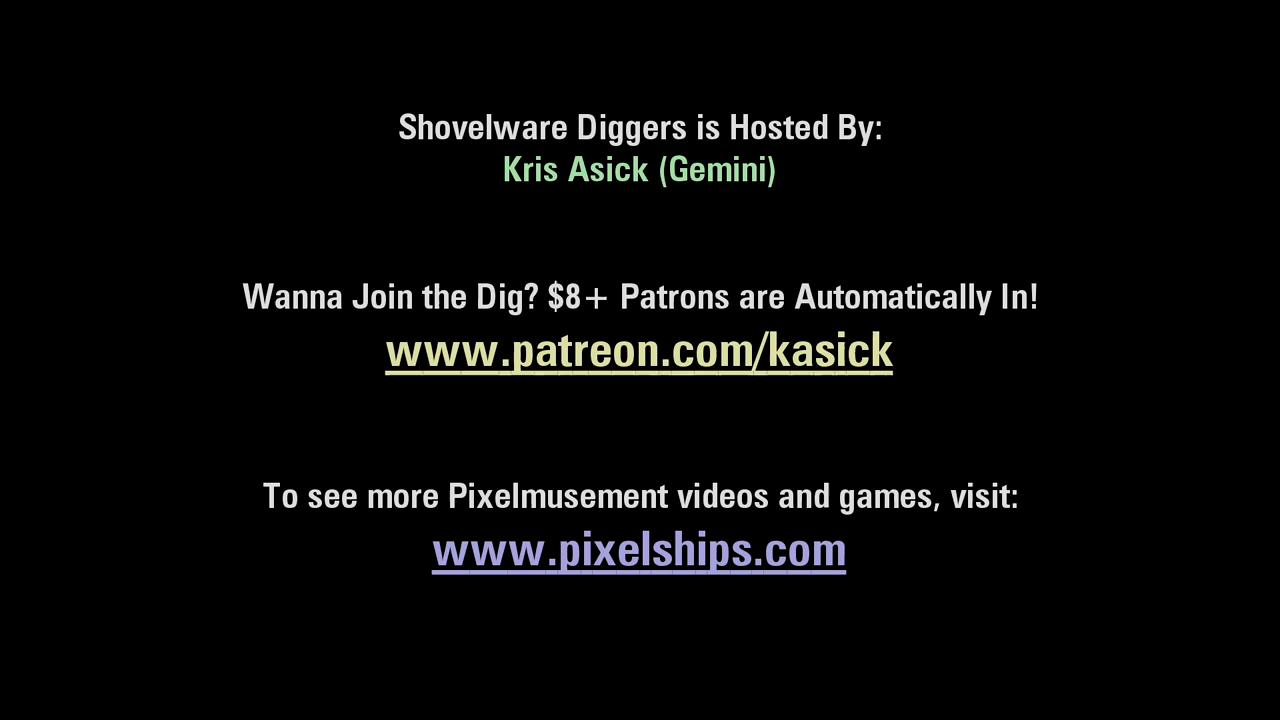 Shovelware Diggers is Hosted By:
Kris Asick (Gemini)
Wanna Join the Dig? $8+ Patrons are Automatically In!
www.patreon.com/kasick
To see more Pixelmusement videos and games, visit:
www.pixelships.com